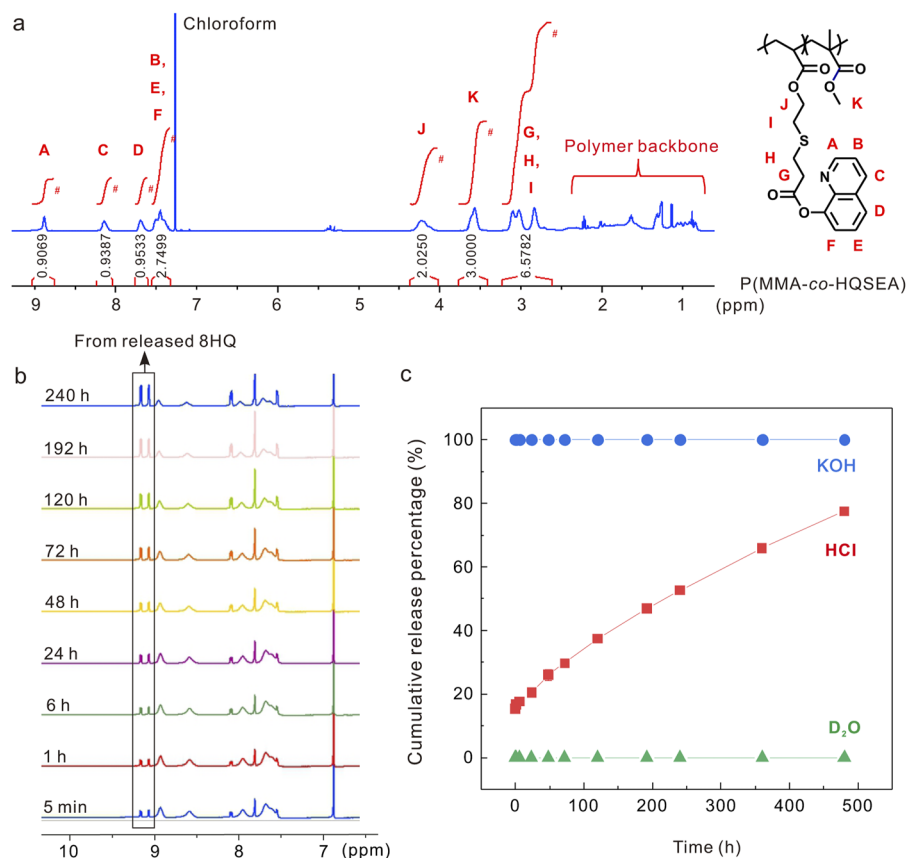 a
Chloroform
B,
E,
F
A
C
D
J
K
G,
H,
I
Polymer backbone
# # # # # # #
0.9069
0.9387
0.9533
2.7499
2.0250
3.0000
6.5782
9 8 7 6 5 4 3 2 1
(ppm)
O O
O O
J K
I
S
H A B
G N C
O
O D
F E
P(MMA-co-HQSEA)
From released 8HQ
b
240 h
192 h
120 h
72 h
48 h
24 h
6 h
1 h
5 min
10 9 8 7 (ppm)
c
Cumulative release percentage (%)
100
80
60
40
20
0
KOH
HCl
D₂O
0 100 200 300 400 500
Time (h)